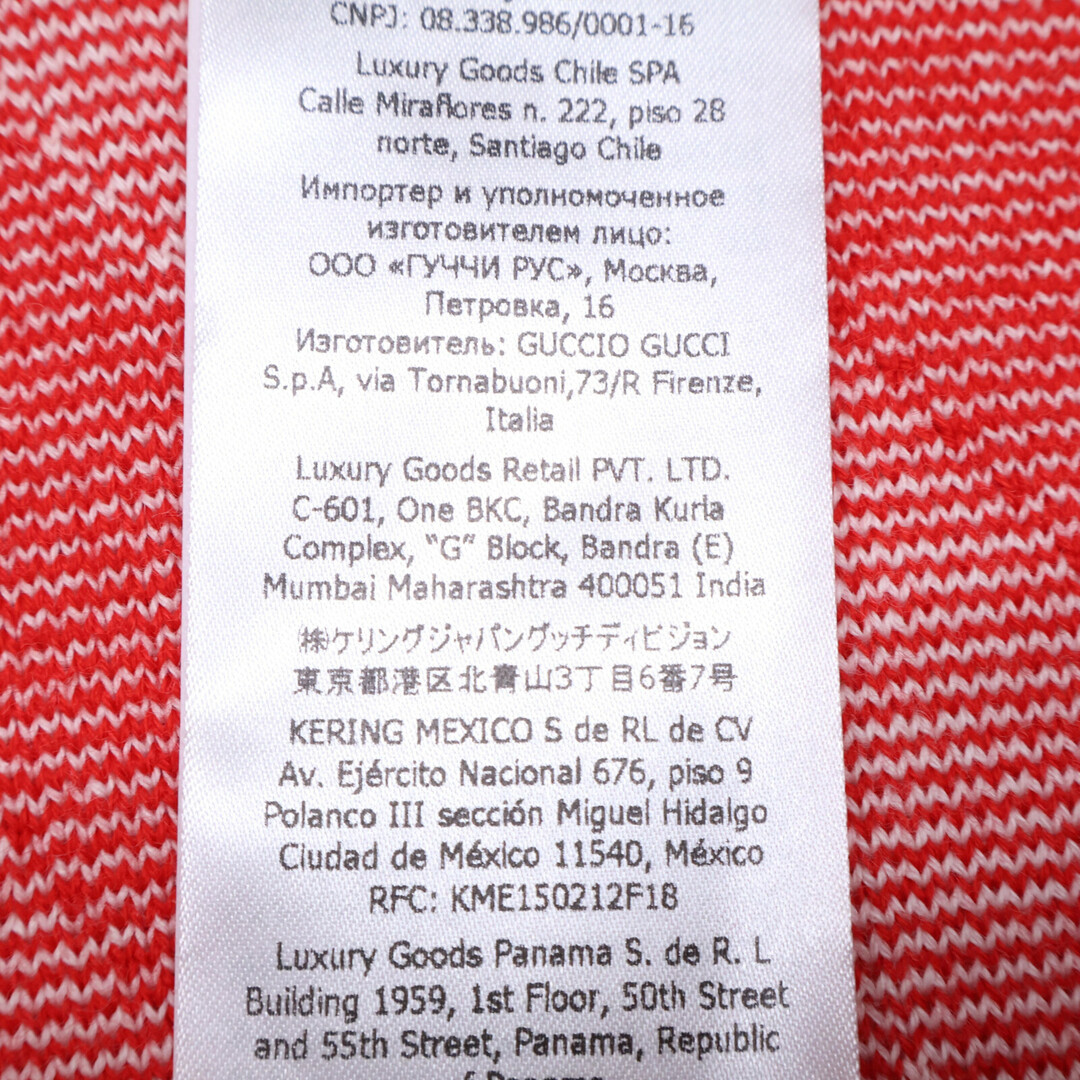 CNPJ: 08.338.986/0001-16
Luxury Goods Chile SPA
Calle Miraflores n. 222, piso 28
norte, Santiago Chile
Импортер и уполномоченное
изготовителем лицо:
ООО «ГУЧЧИ РУС», Москва,
Петровка, 16
Изготовитель: GUCCIO GUCCI
S.p.A, via Tornabuoni,73/R Firenze,
Italia
Luxury Goods Retail PVT. LTD.
C-601, One BKC, Bandra Kurla
Complex, “G” Block, Bandra (E)
Mumbai Maharashtra 400051 India
㈱ケリングジャパングッチディビジョン
東京都港区北青山3丁目6番7号
KERING MEXICO S de RL de CV
Av. Ejército Nacional 676, piso 9
Polanco III sección Miguel Hidalgo
Ciudad de México 11540, México
RFC: KME150212F18
Luxury Goods Panama S. de R. L
Building 1959, 1st Floor, 50th Street
and 55th Street, Panama, Republic